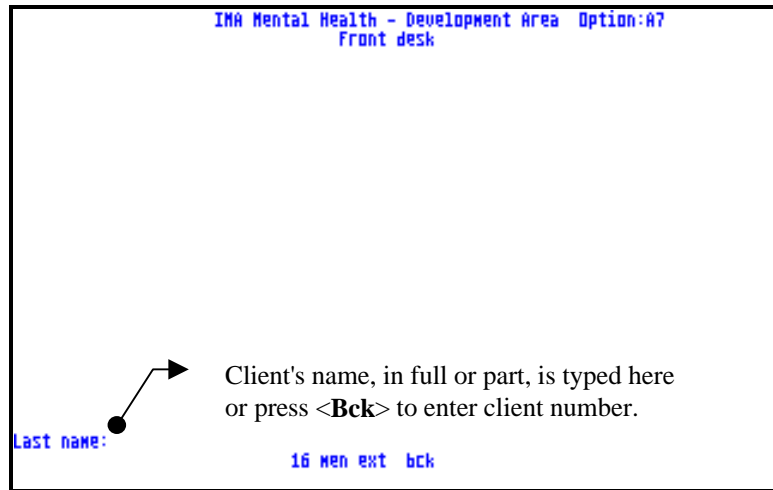 IMA Mental Health - Development Area Option:A7
Front desk
Client's name, in full or part, is typed here
or press <Bck> to enter client number.
Last name:
16 men ext bck